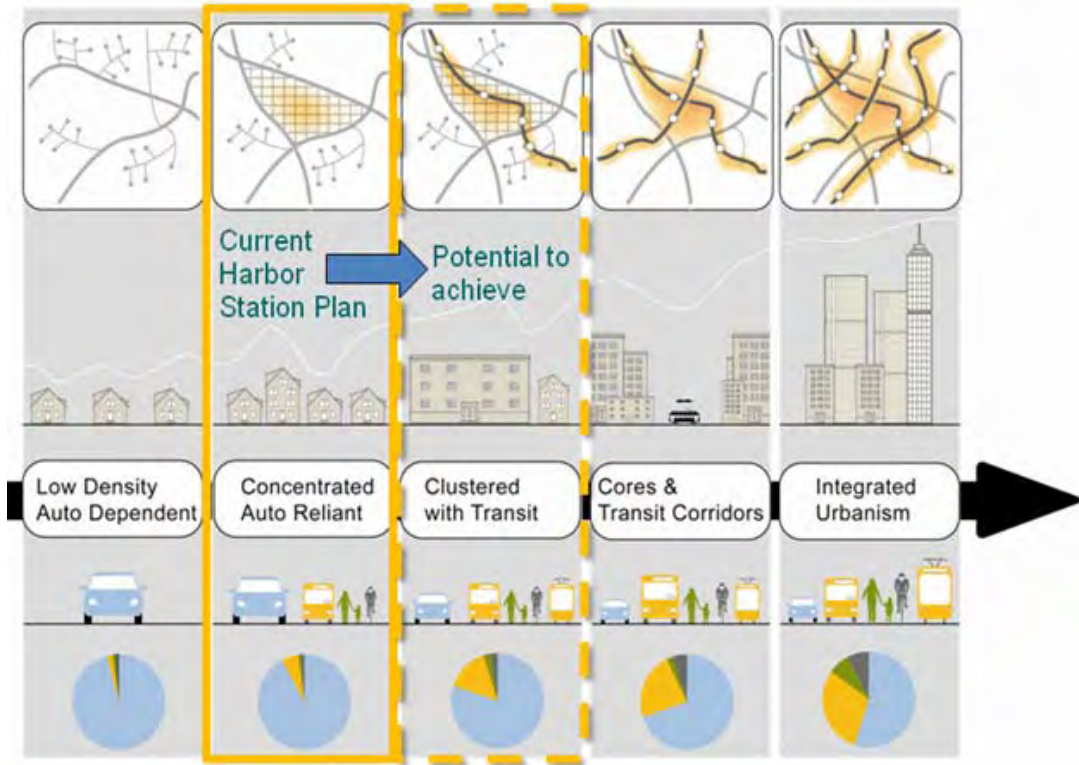 Current
Harbor
Station Plan
Potential to
achieve
Low Density
Auto Dependent
Concentrated
Auto Reliant
Clustered
with Transit
Cores &
Transit Corridors
Integrated
Urbanism